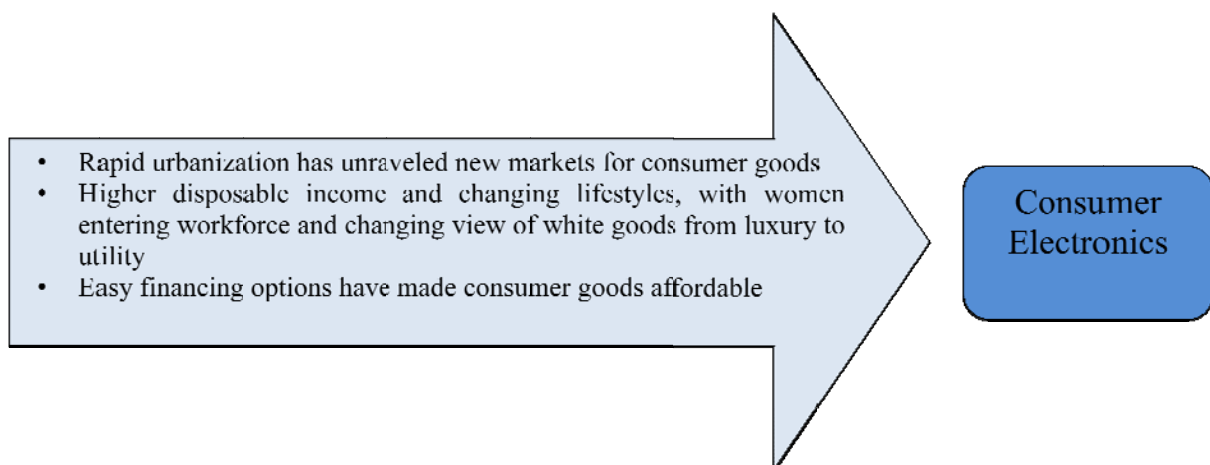 • Rapid urbanization has unraveled new markets for consumer goods
• Higher disposable income and changing lifestyles, with women
entering workforce and changing view of white goods from luxury to
utility
• Easy financing options have made consumer goods affordable
Consumer
Electronics